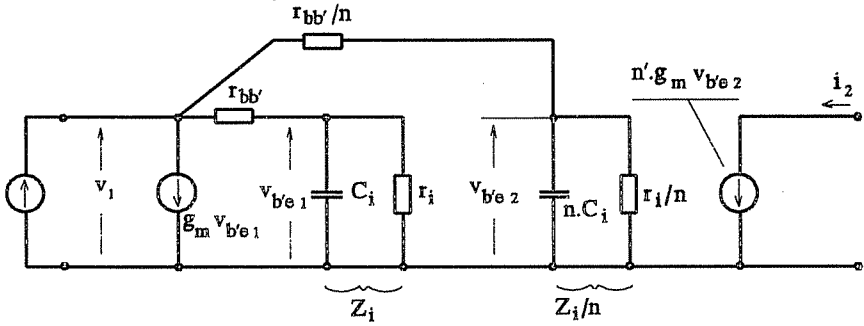 r_bb'/n
n'.g_m v_b'e 2
i_2
r_bb'
v_1
g_m v_b'e 1
v_b'e 1
C_i
r_i
v_b'e 2
n.C_i
r_i/n
Z_i
Z_i/n